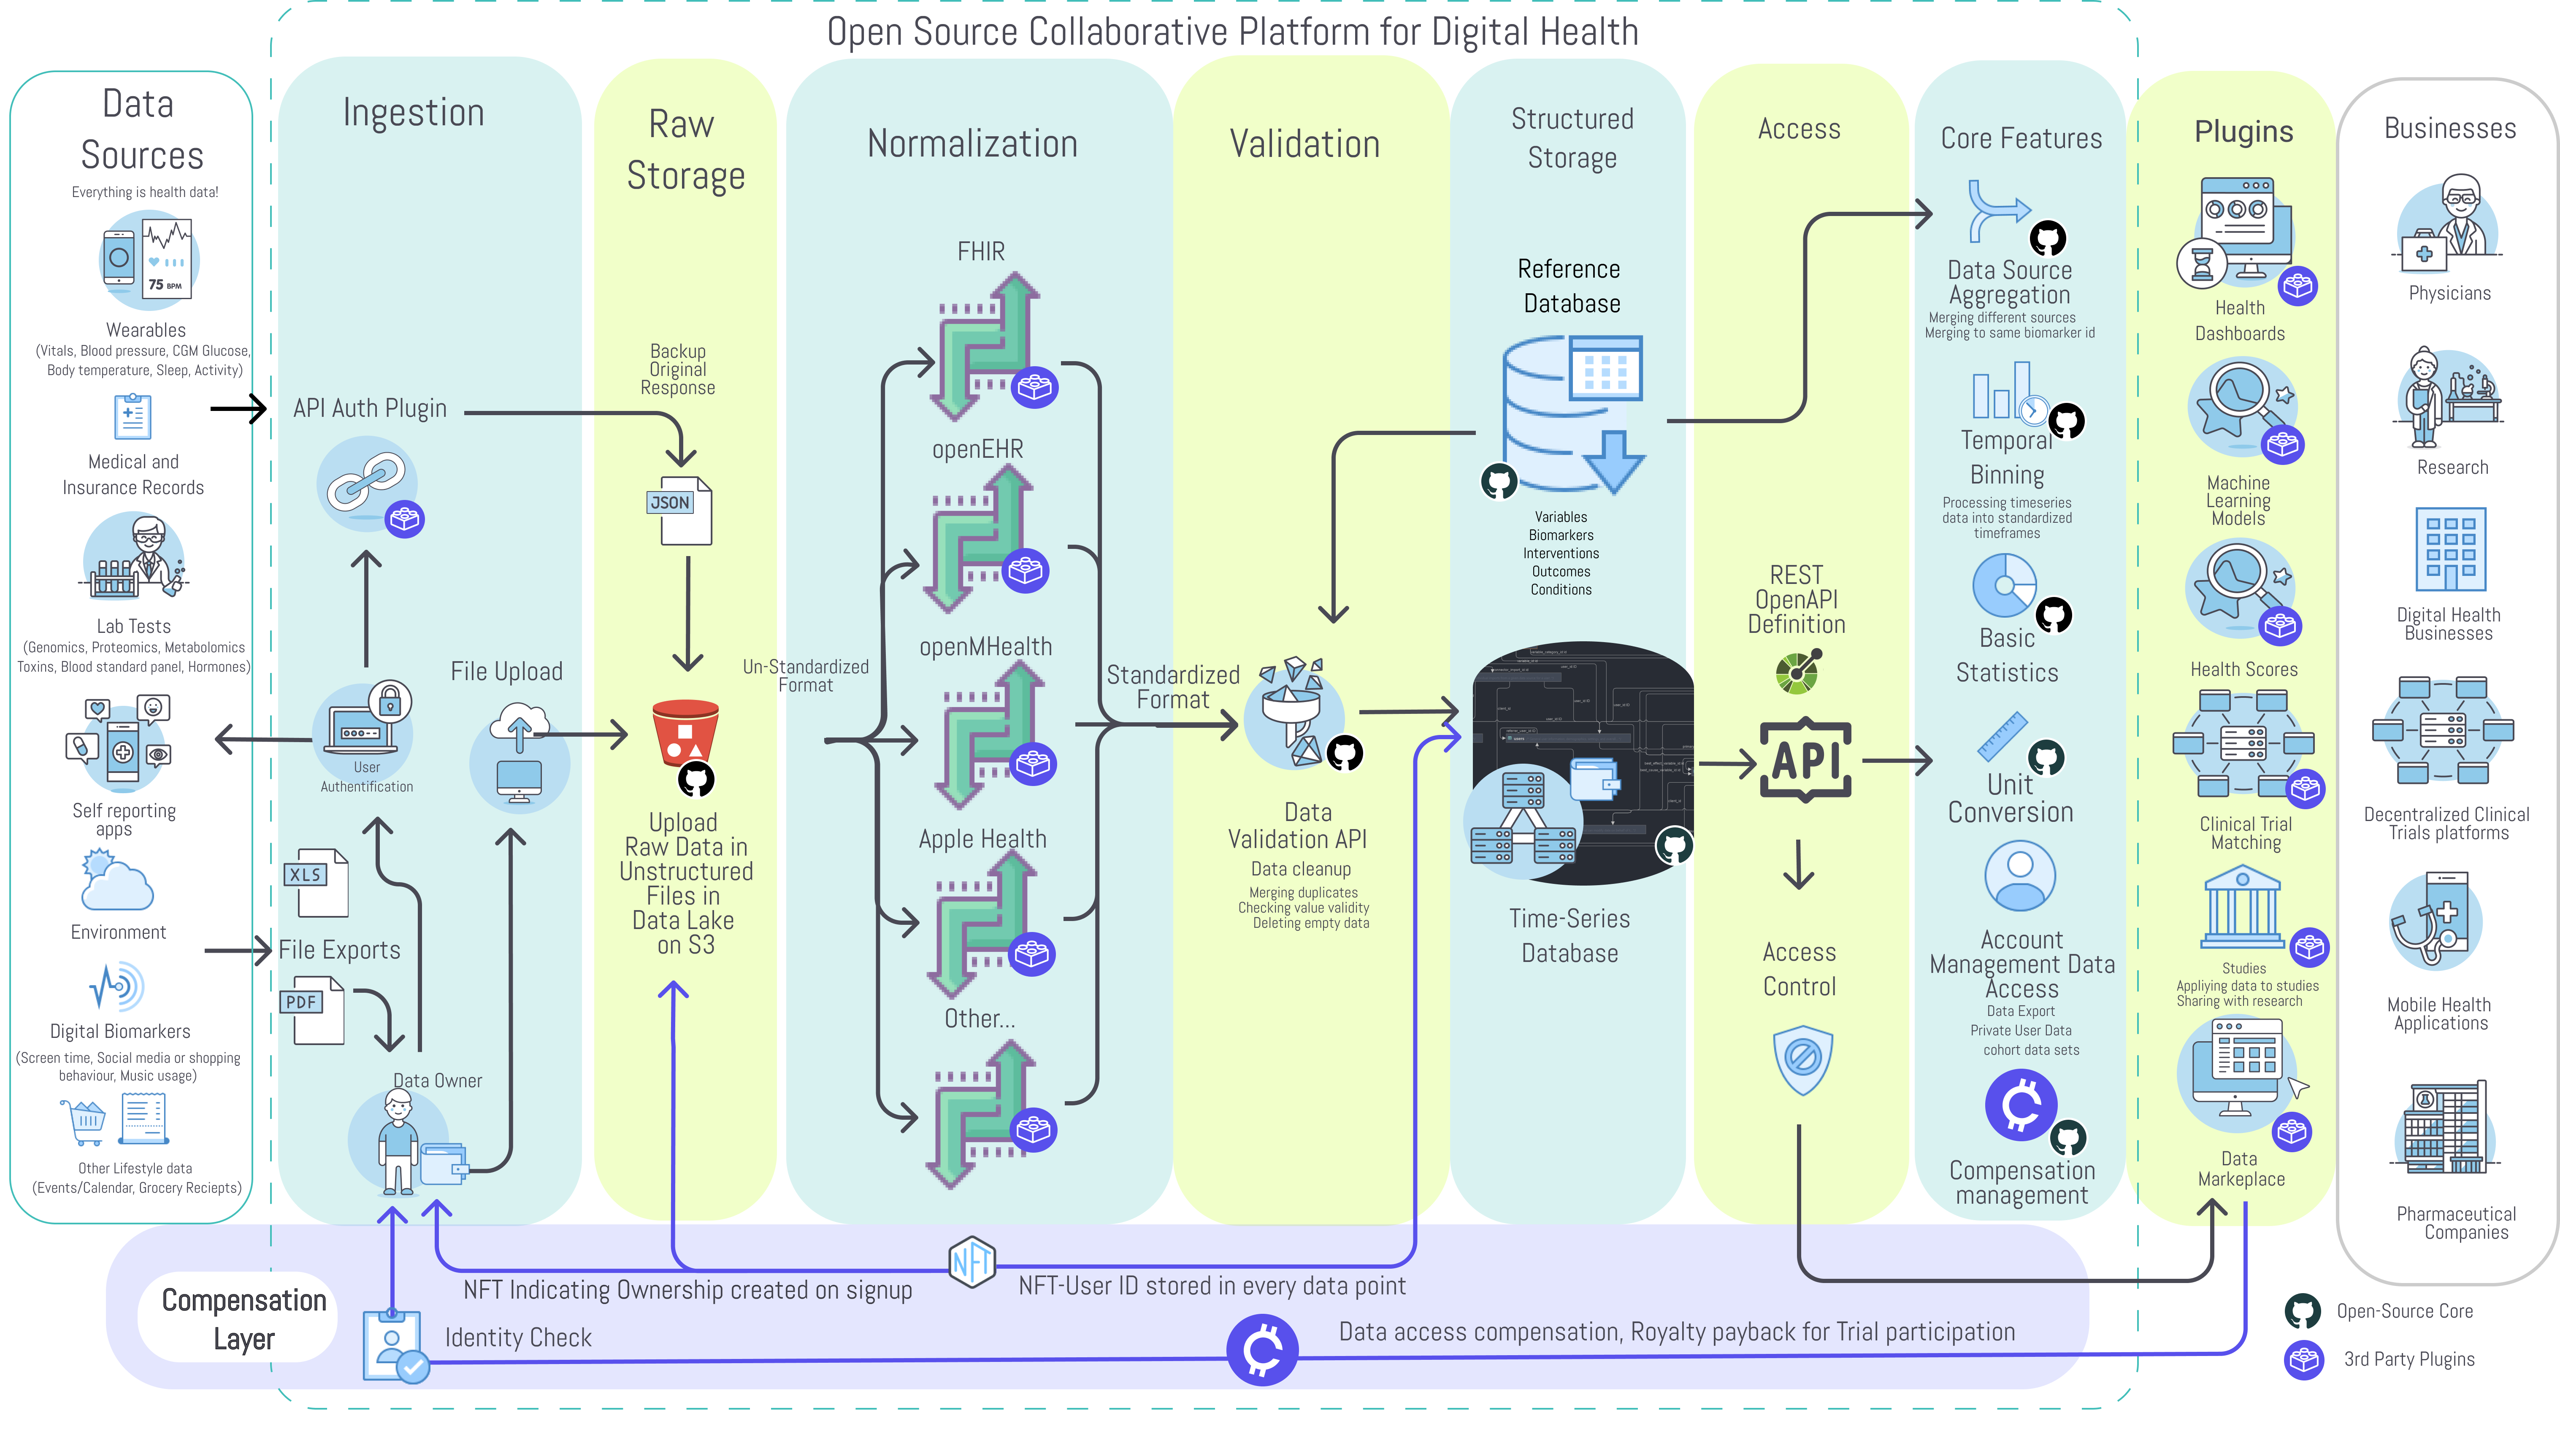 Open Source Collaborative Platform for Digital Health
Data
Sources
Everything is health data!
75 BPM
Wearables
(Vitals, Blood pressure, CGM Glucose,
Body temperature, Sleep, Activity)
Medical and
Insurance Records
Lab Tests
(Genomics, Proteomics, Metabolomics
Toxins, Blood standard panel, Hormones)
Self reporting
apps
Environment
Digital Biomarkers
(Screen time, Social media or shopping
behaviour, Music usage)
Other Lifestyle data
(Events/Calendar, Grocery Reciepts)
Ingestion
API Auth Plugin
User
Authentification
File Upload
XLS
File Exports
PDF
Data Owner
Raw
Storage
Backup
Original
Response
JSON
Upload
Raw Data in
Unstructured
Files in
Data Lake
on S3
Normalization
Un-Standardized
Format
FHIR
openEHR
openMHealth
Apple Health
Other...
Standardized
Format
Validation
Data
Validation API
Data cleanup
Merging duplicates
Checking value validity
Deleting empty data
Structured
Storage
Reference
Database
Variables
Biomarkers
Interventions
Outcomes
Conditions
Time-Series
Database
Access
REST
OpenAPI
Definition
API
Access
Control
Core Features
Data Source
Aggregation
Merging different sources
Merging to same biomarker id
Temporal
Binning
Processing timeseries
data into standardized
timeframes
Basic
Statistics
Unit
Conversion
Account
Management Data
Access
Data Export
Private User Data
cohort data sets
Compensation
management
Plugins
Health
Dashboards
Machine
Learning
Models
Health Scores
Clinical Trial
Matching
Studies
Appliying data to studies
Sharing with research
Data
Markeplace
Businesses
Physicians
Research
Digital Health
Businesses
Decentralized Clinical
Trials platforms
Mobile Health
Applications
Pharmaceutical
Companies
Compensation
Layer
NFT Indicating Ownership created on signup
NFT
NFT-User ID stored in every data point
Identity Check
Data access compensation, Royalty payback for Trial participation
Open-Source Core
3rd Party Plugins